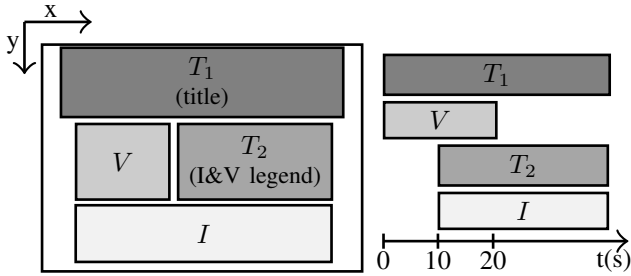 x
y
T₁
(title)
V
T₂
(I&V legend)
I
T₁
V
T₂
I
0 10 20 t(s)